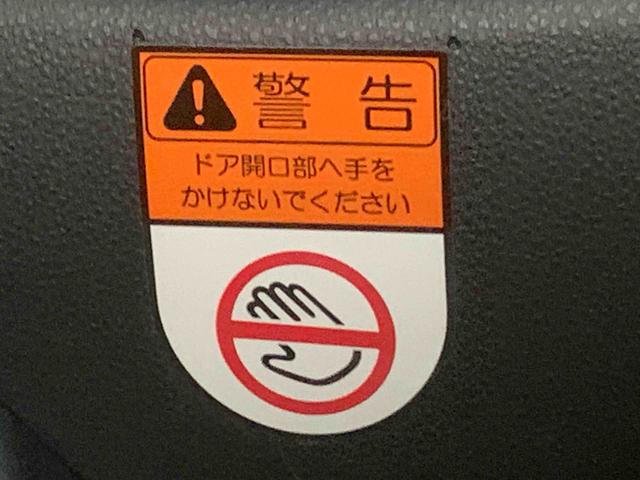 警告
ドア開口部へ手を
かけないでください